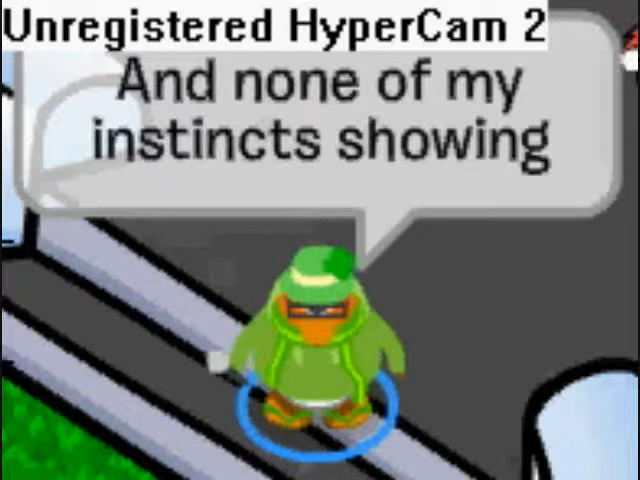 Unregistered HyperCam 2
And none of my
instincts showing